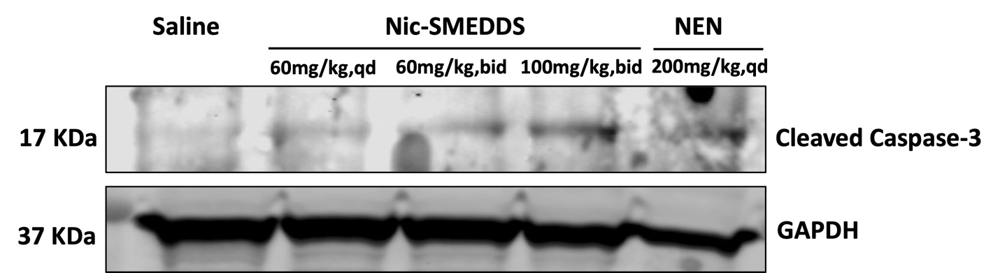 Saline Nic-SMEDDS NEN
60mg/kg,qd 60mg/kg,bid 100mg/kg,bid 200mg/kg,qd
17 KDa Cleaved Caspase-3
37 KDa GAPDH